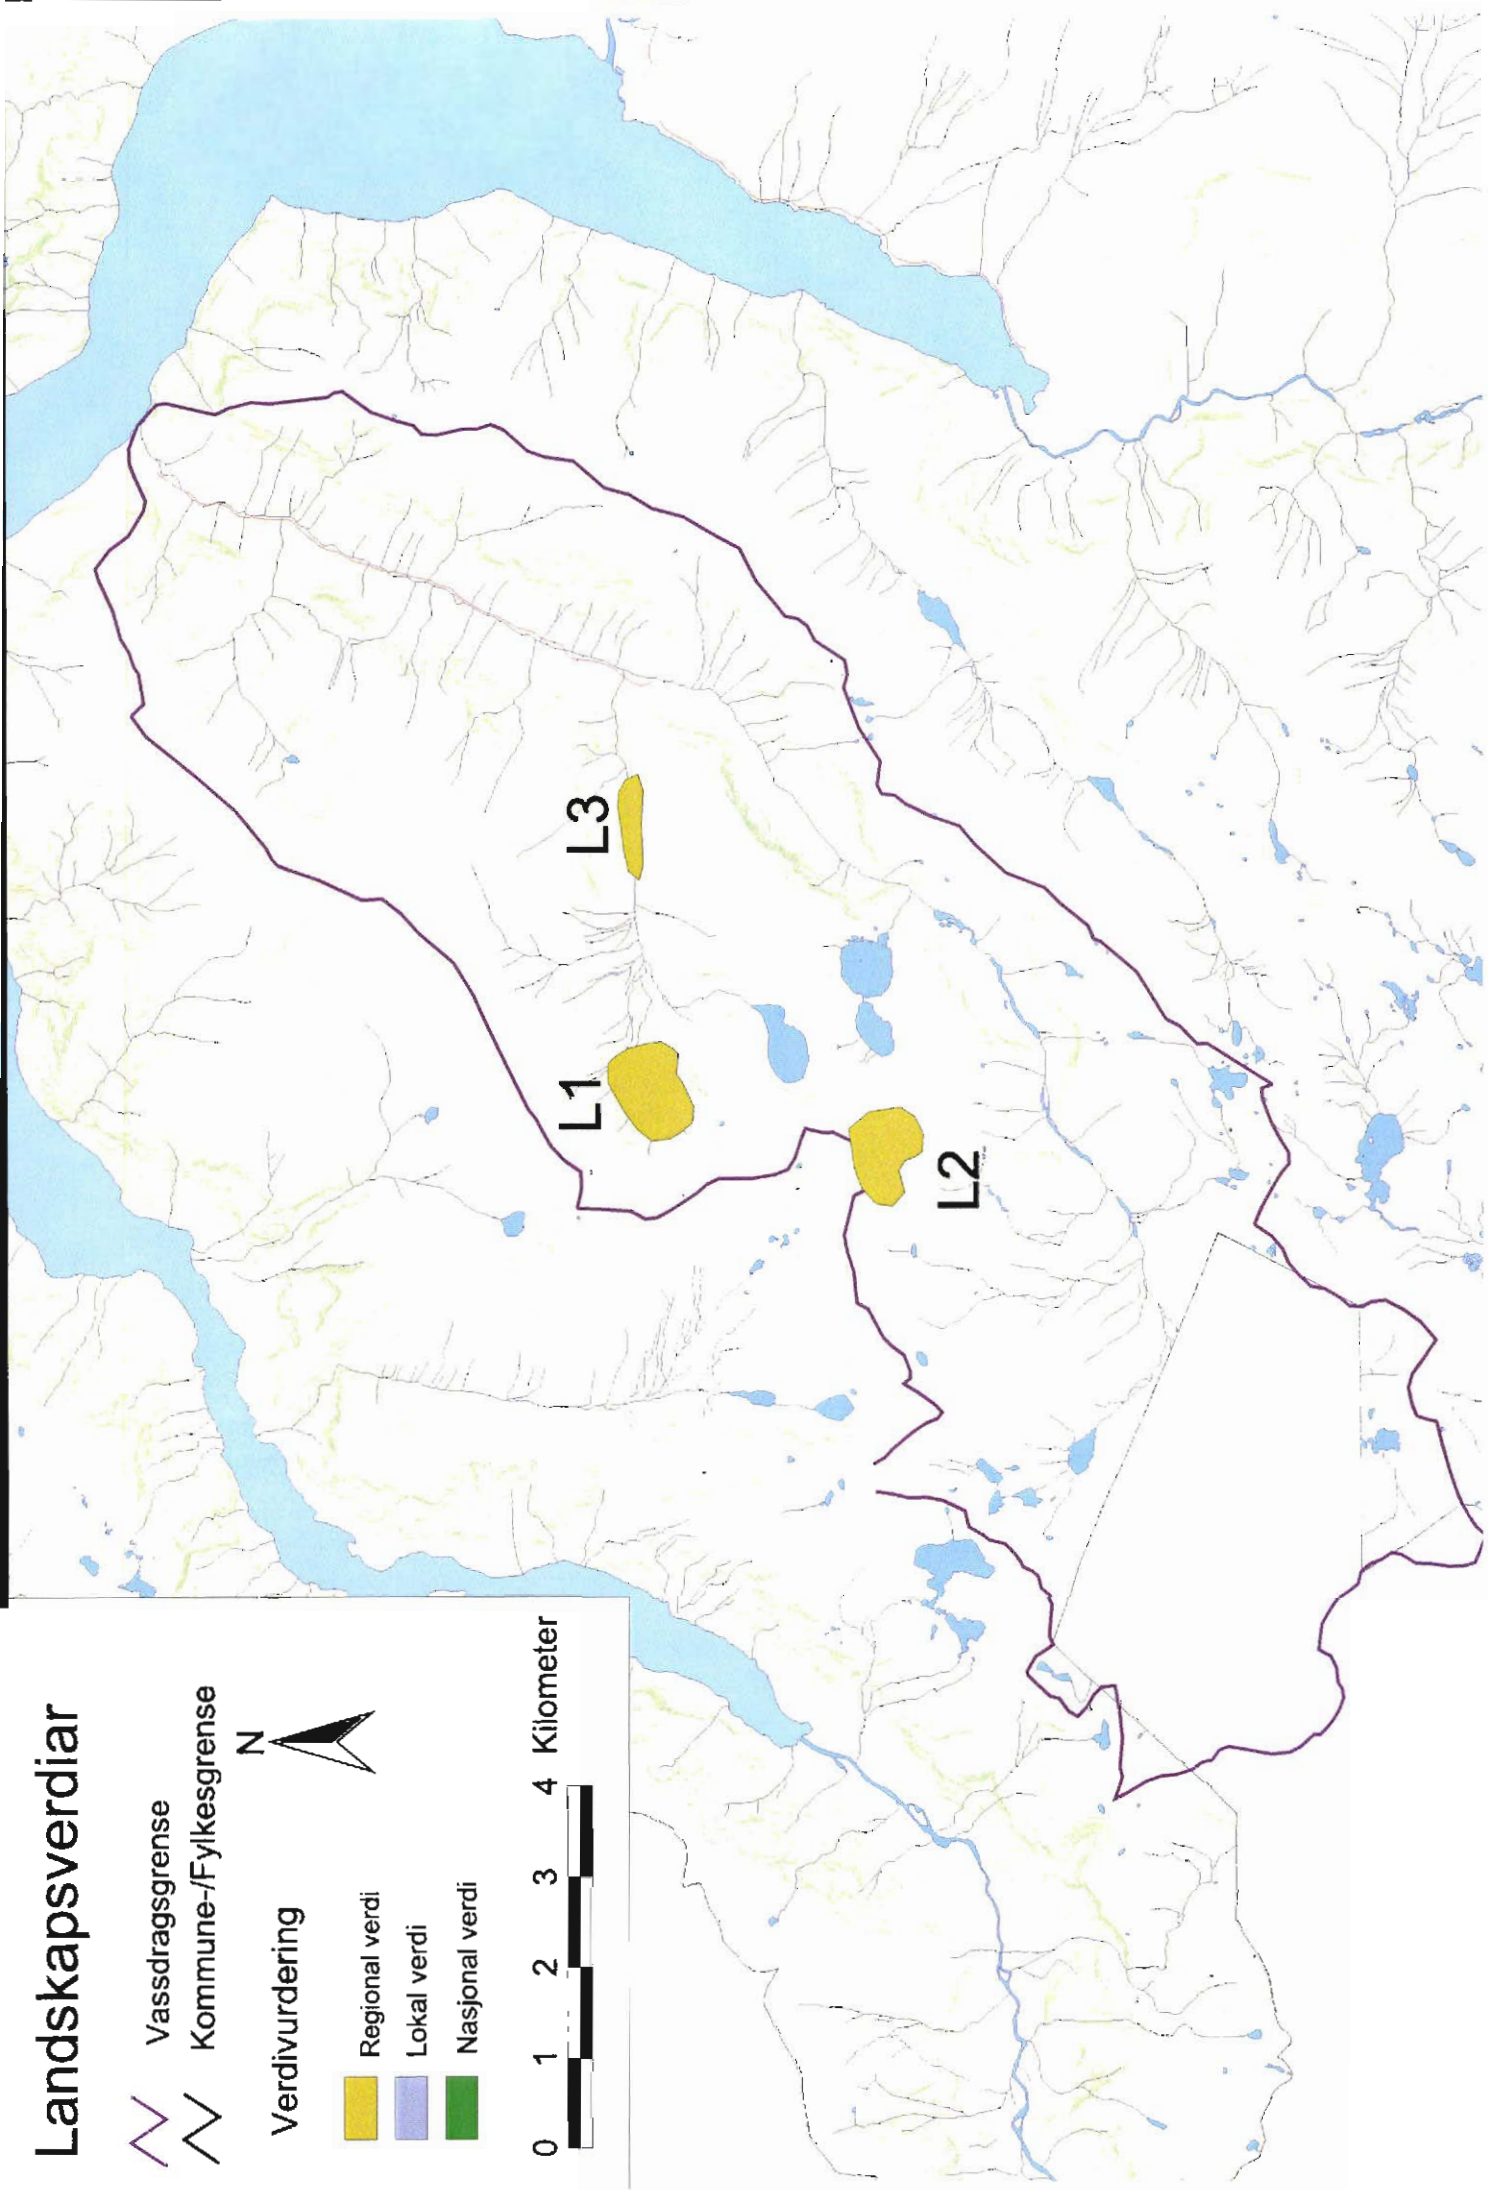 Landskapsverdiar
Vassdragsgrense
Kommune-/Fylkesgrense
N
Verdivurdering
Regional verdi
Lokal verdi
Nasjonal verdi
0 1 2 3 4 Kilometer
L1
L2
L3